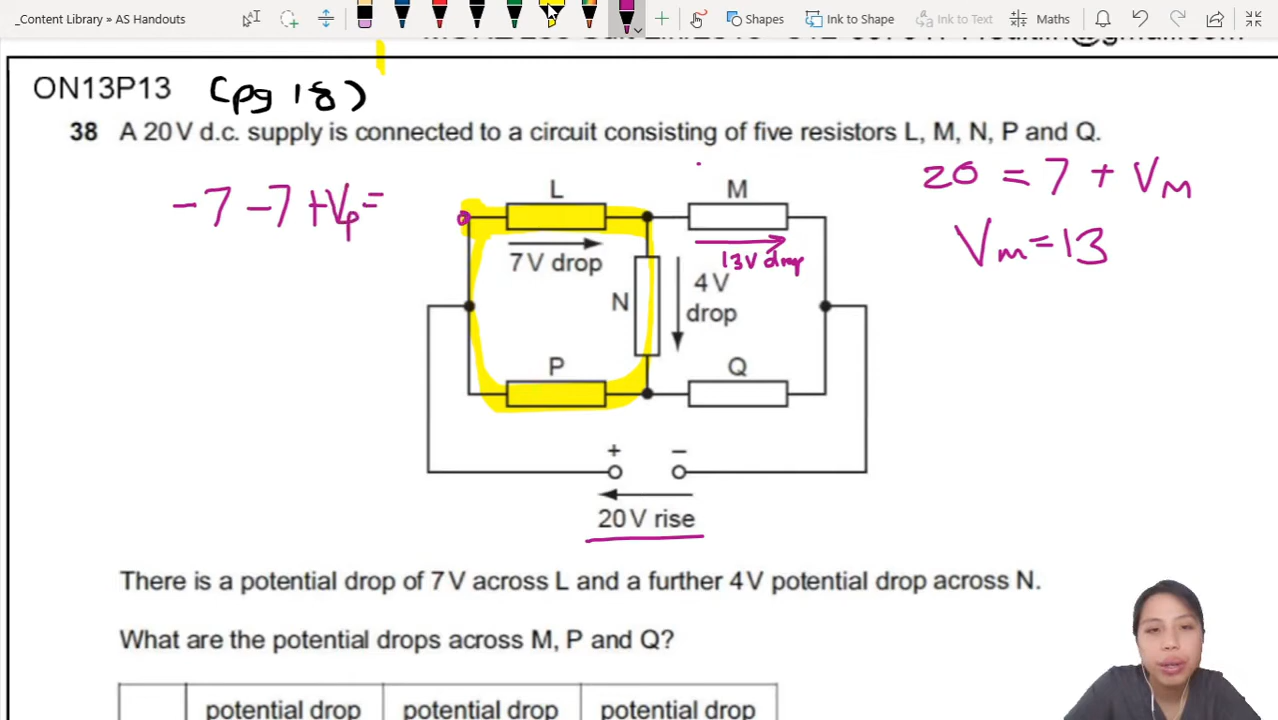 _Content Library » AS Handouts
Shapes
Ink to Shape
Ink to Text
Maths
ON13P13 (pg 18)
38 A 20 V d.c. supply is connected to a circuit consisting of five resistors L, M, N, P and Q.
-7 -7 +Vp=
20 = 7 + VM
Vm=13
L
M
7 V drop
13V drop
N
4 V
drop
P
Q
+
−
20 V rise
There is a potential drop of 7 V across L and a further 4 V potential drop across N.
What are the potential drops across M, P and Q?
potential drop
potential drop
potential drop